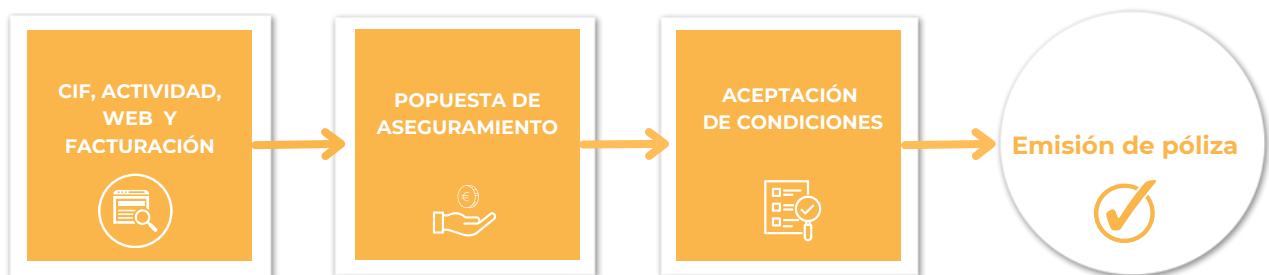 CIF, ACTIVIDAD,
WEB Y
FACTURACIÓN
POPUESTA DE
ASEGURAMIENTO
ACEPTACIÓN
DE CONDICIONES
Emisión de póliza